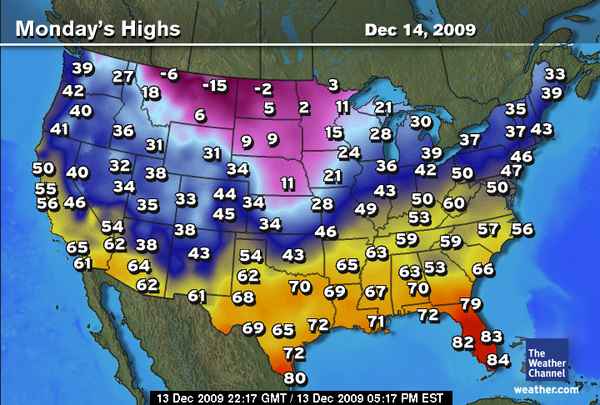 Monday's Highs
Dec 14, 2009
39 27 -6 -15 -2 3 33
42 18 5 2 11 21 39
40 6 30 35
41 36 9 9 15 28 37 37 43
31 31 24 39 46
50 40 32 38 34 11 21 36 42 50 47
55 34 44 43 50
56 46 35 33 45 34 28 49 50 60
54 38 34 46 53 57 56
65 62 38 43 54 43 63 59 59
61 64 62 65 63 53 66
62 61 68 70 69 67 70
69 65 72 71 72 79
72 82 83
80 84
The
Weather
Channel
weather.com
13 Dec 2009 22:17 GMT / 13 Dec 2009 05:17 PM EST